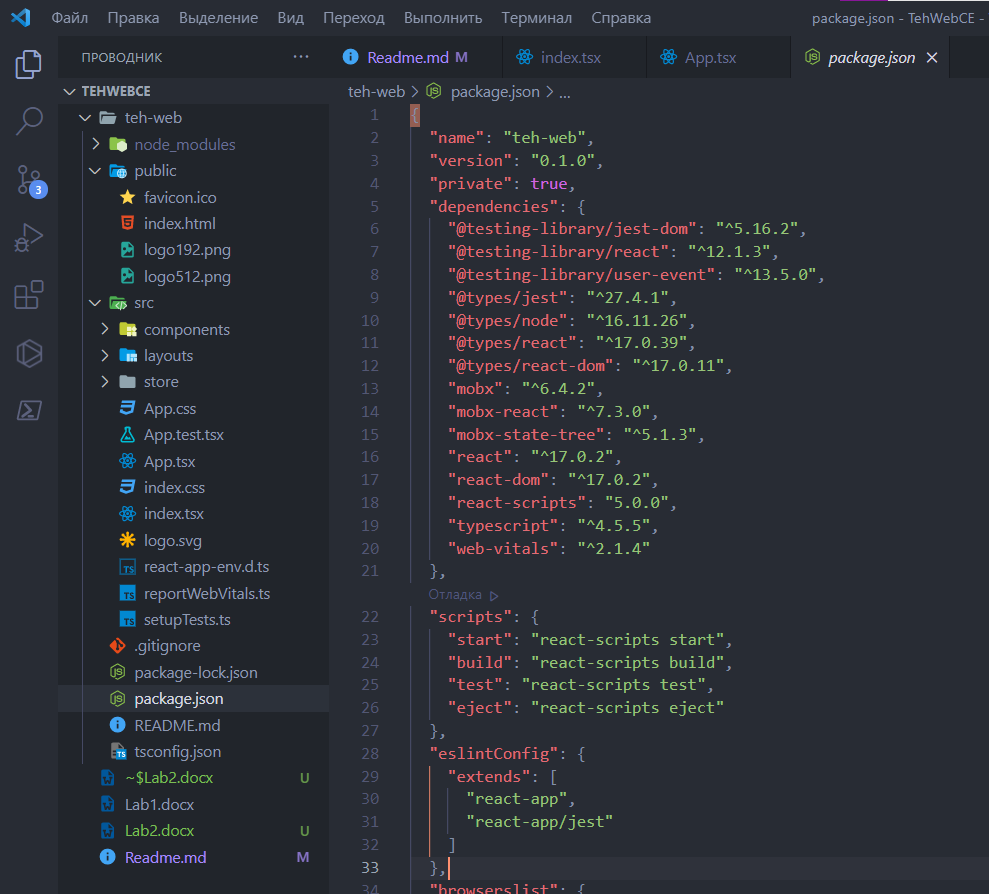 Файл Правка Выделение Вид Переход Выполнить Терминал Справка package.json - TehWebCE -
ПРОВОДНИК ...
Readme.md M index.tsx App.tsx package.json
TEHWEBCE
teh-web
node_modules
public
favicon.ico
index.html
logo192.png
logo512.png
src
components
layouts
store
App.css
App.test.tsx
App.tsx
index.css
index.tsx
logo.svg
react-app-env.d.ts
reportWebVitals.ts
setupTests.ts
.gitignore
package-lock.json
package.json
README.md
tsconfig.json
~$Lab2.docx U
Lab1.docx
Lab2.docx U
Readme.md M
3
teh-web > package.json > ...
1 {
2 "name": "teh-web",
3 "version": "0.1.0",
4 "private": true,
5 "dependencies": {
6 "@testing-library/jest-dom": "^5.16.2",
7 "@testing-library/react": "^12.1.3",
8 "@testing-library/user-event": "^13.5.0",
9 "@types/jest": "^27.4.1",
10 "@types/node": "^16.11.26",
11 "@types/react": "^17.0.39",
12 "@types/react-dom": "^17.0.11",
13 "mobx": "^6.4.2",
14 "mobx-react": "^7.3.0",
15 "mobx-state-tree": "^5.1.3",
16 "react": "^17.0.2",
17 "react-dom": "^17.0.2",
18 "react-scripts": "5.0.0",
19 "typescript": "^4.5.5",
20 "web-vitals": "^2.1.4"
21 },
Отладка
22 "scripts": {
23 "start": "react-scripts start",
24 "build": "react-scripts build",
25 "test": "react-scripts test",
26 "eject": "react-scripts eject"
27 },
28 "eslintConfig": {
29 "extends": [
30 "react-app",
31 "react-app/jest"
32 ]
33 },
34 "browserslist": {